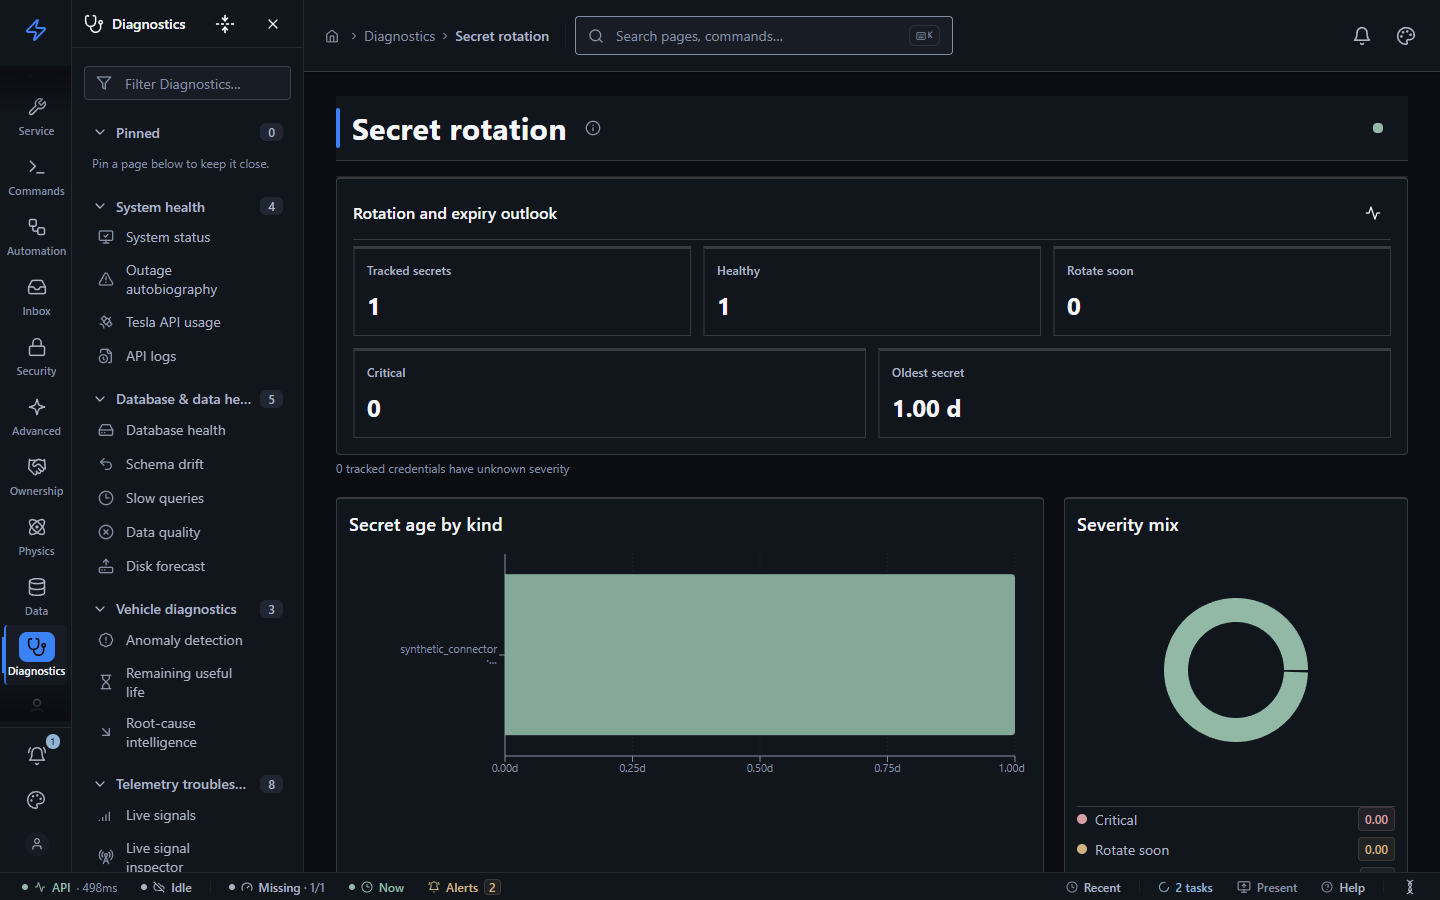 Diagnostics
Filter Diagnostics...
Pinned 0
Pin a page below to keep it close.
System health 4
System status
Outage
autobiography
Tesla API usage
API logs
Database & data he... 5
Database health
Schema drift
Slow queries
Data quality
Disk forecast
Vehicle diagnostics 3
Anomaly detection
Remaining useful
life
Root-cause
intelligence
Telemetry troubles... 8
Live signals
Live signal
inspector
Service
Commands
Automation
Inbox
Security
Advanced
Ownership
Physics
Data
Diagnostics
1
Diagnostics
Secret rotation
Search pages, commands...
K
Secret rotation
Rotation and expiry outlook
Tracked secrets
1
Healthy
1
Rotate soon
0
Critical
0
Oldest secret
1.00 d
0 tracked credentials have unknown severity
Secret age by kind
synthetic_connector
·...
0.00d 0.25d 0.50d 0.75d 1.00d
Severity mix
Critical 0.00
Rotate soon 0.00
API · 498ms
Idle
Missing · 1/1
Now
Alerts 2
Recent
2 tasks
Present
Help